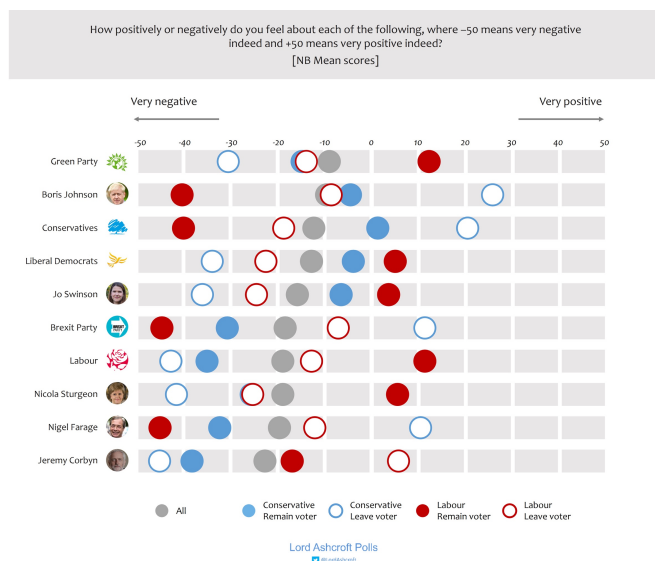 How positively or negatively do you feel about each of the following, where –50 means very negative
indeed and +50 means very positive indeed?
[NB Mean scores]
Very negative
Very positive
-50 -40 -30 -20 -10 0 10 20 30 40 50
Green Party
Boris Johnson
Conservatives
Liberal Democrats
Jo Swinson
Brexit Party
Labour
Nicola Sturgeon
Nigel Farage
Jeremy Corbyn
All
Conservative
Remain voter
Conservative
Leave voter
Labour
Remain voter
Labour
Leave voter
Lord Ashcroft Polls
@LordAshcroft